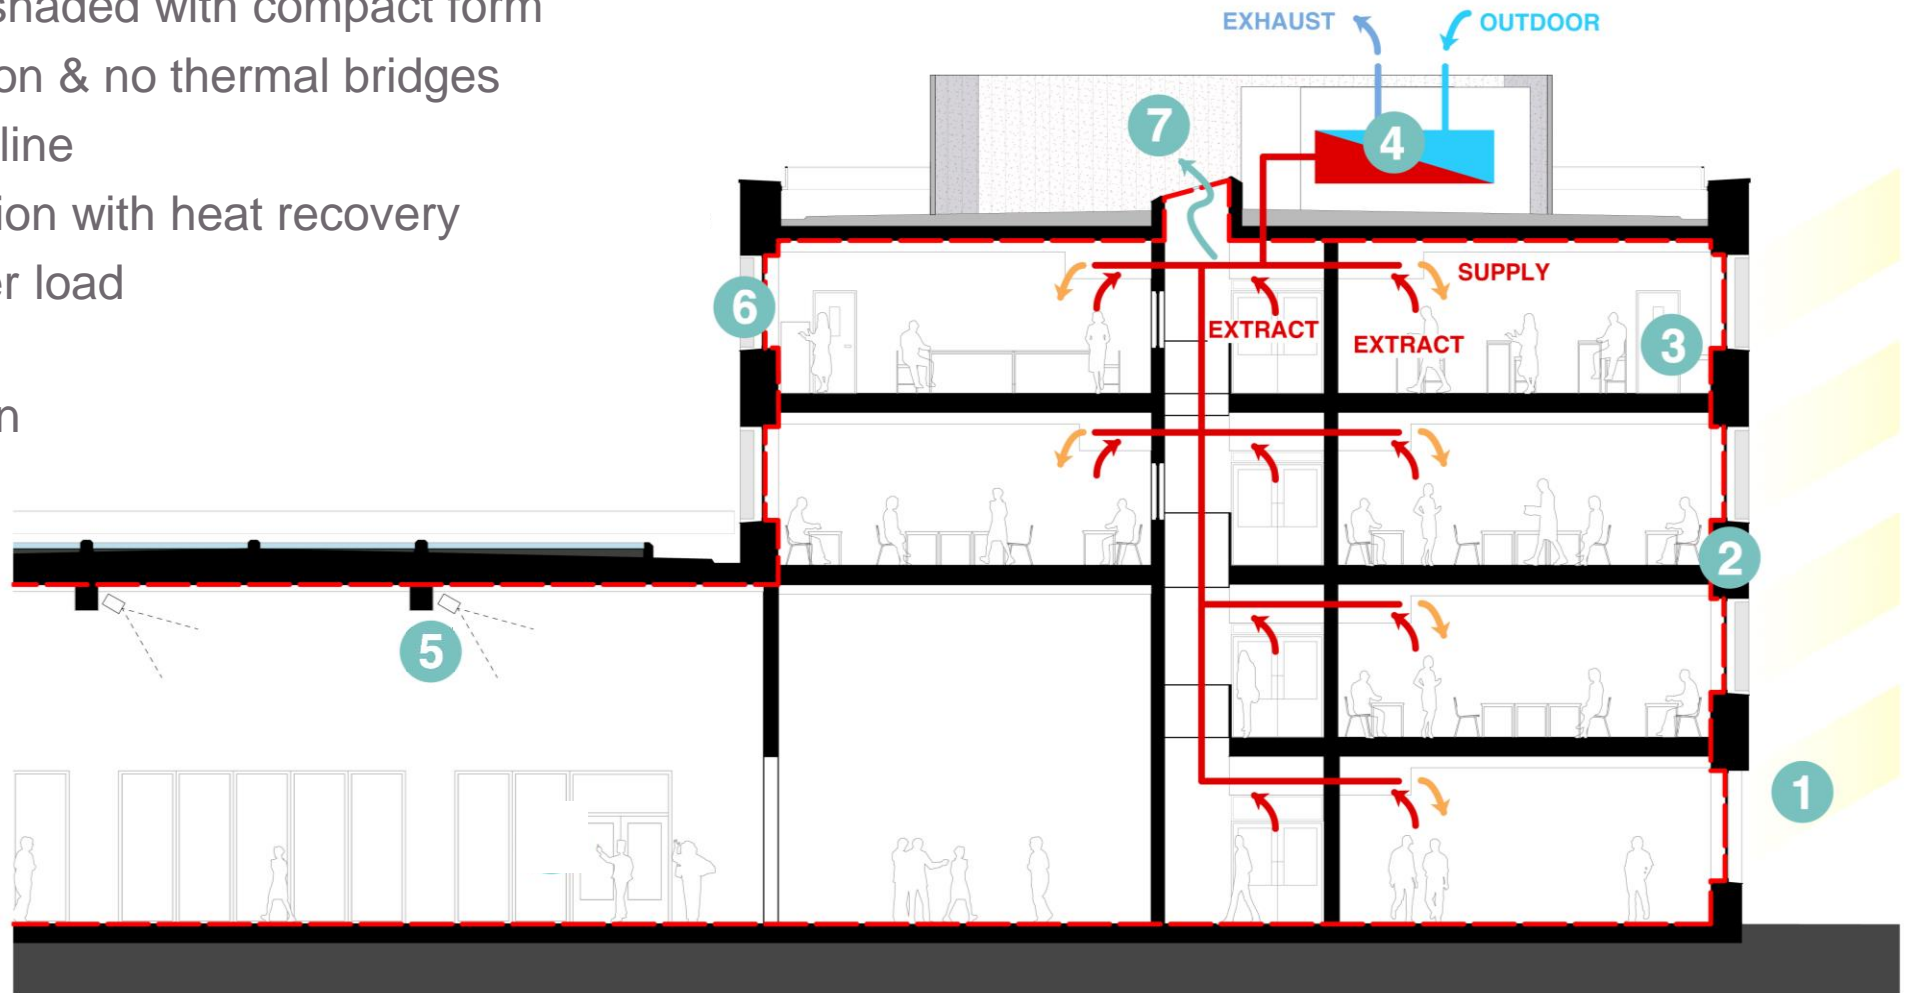 shaded with compact form
on & no thermal bridges
line
ion with heat recovery
er load
n
EXHAUST
OUTDOOR
7
4
SUPPLY
6
EXTRACT
EXTRACT
3
2
5
1